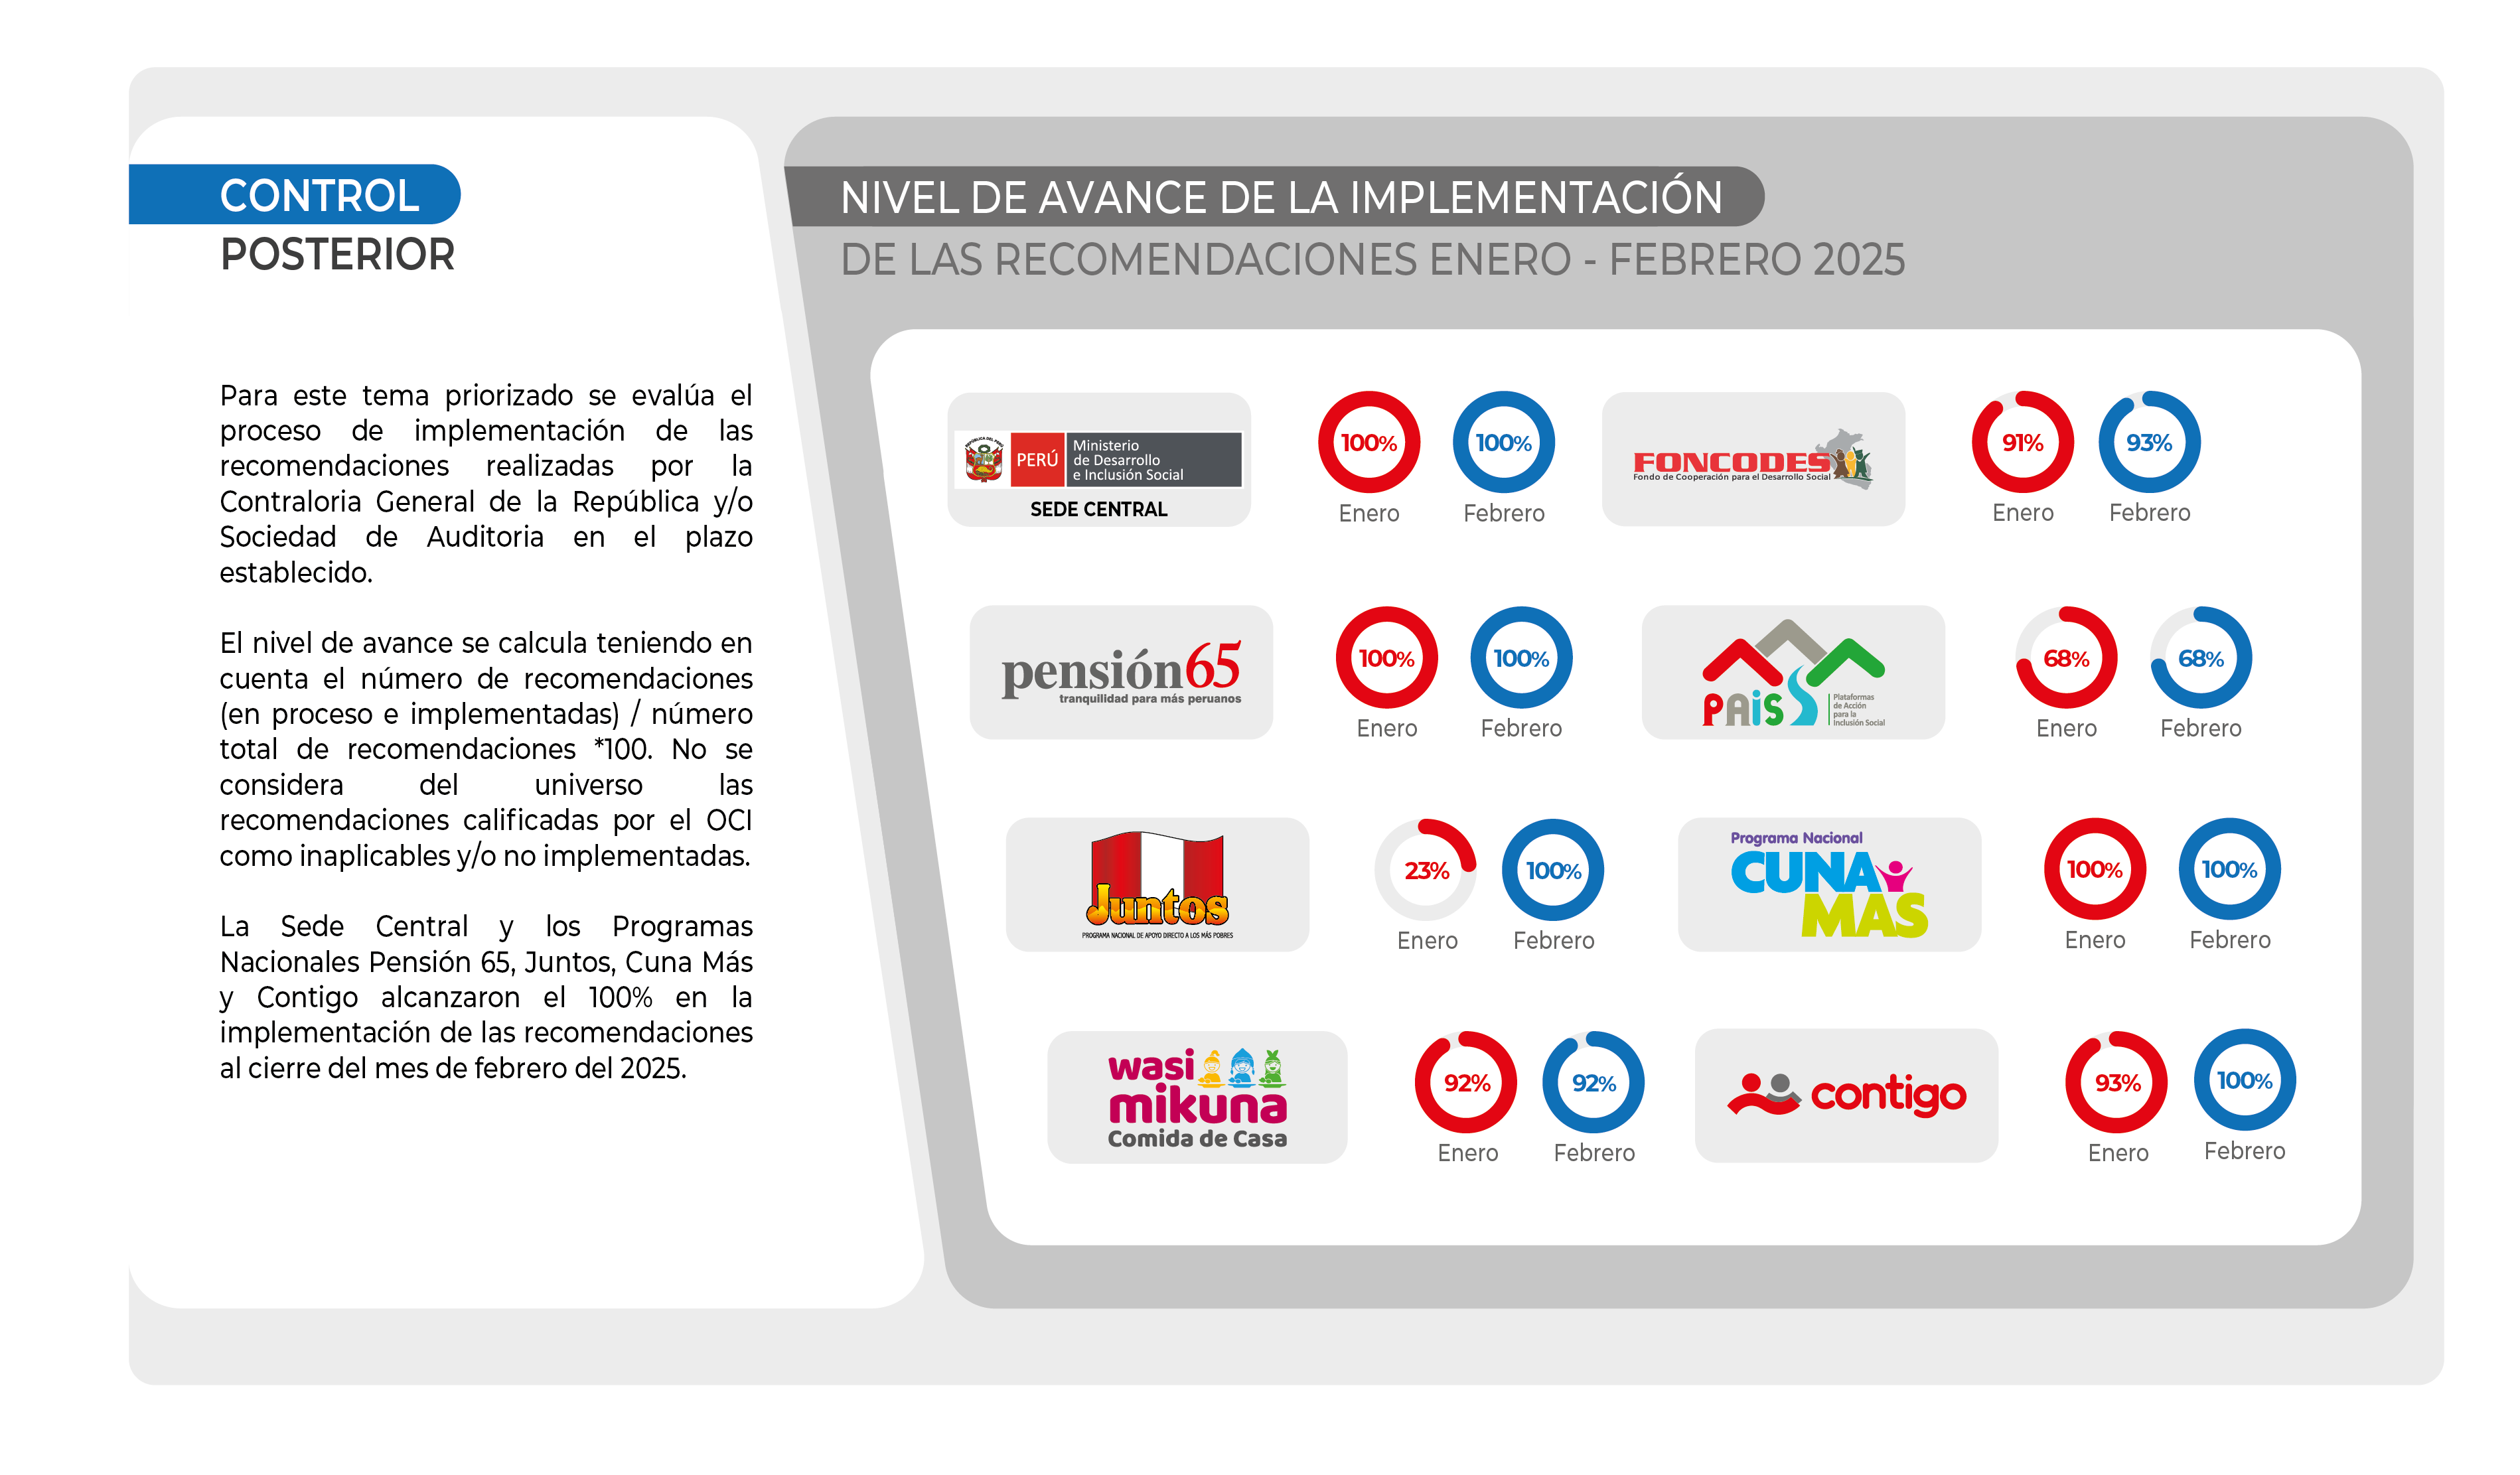 CONTROL
POSTERIOR
Para este tema priorizado se evalúa el
proceso de implementación de las
recomendaciones realizadas por la
Contraloria General de la República y/o
Sociedad de Auditoria en el plazo
establecido.
El nivel de avance se calcula teniendo en
cuenta el número de recomendaciones
(en proceso e implementadas) / número
total de recomendaciones *100. No se
considera del universo las
recomendaciones calificadas por el OCI
como inaplicables y/o no implementadas.
La Sede Central y los Programas
Nacionales Pensión 65, Juntos, Cuna Más
y Contigo alcanzaron el 100% en la
implementación de las recomendaciones
al cierre del mes de febrero del 2025.
NIVEL DE AVANCE DE LA IMPLEMENTACIÓN
DE LAS RECOMENDACIONES ENERO - FEBRERO 2025
REPÚBLICA DEL PERÚ
PERÚ
Ministerio
de Desarrollo
e Inclusión Social
SEDE CENTRAL
100%
Enero
100%
Febrero
FONCODES
Fondo de Cooperación para el Desarrollo Social
91%
Enero
93%
Febrero
pensión65
tranquilidad para más peruanos
100%
Enero
100%
Febrero
PAiS
Plataformas
de Acción
para la
Inclusión Social
68%
Enero
68%
Febrero
Juntos
PROGRAMA NACIONAL DE APOYO DIRECTO A LOS MÁS POBRES
23%
Enero
100%
Febrero
Programa Nacional
CUNA
MAS
100%
Enero
100%
Febrero
wasi
mikuna
Comida de Casa
92%
Enero
92%
Febrero
contigo
93%
Enero
100%
Febrero